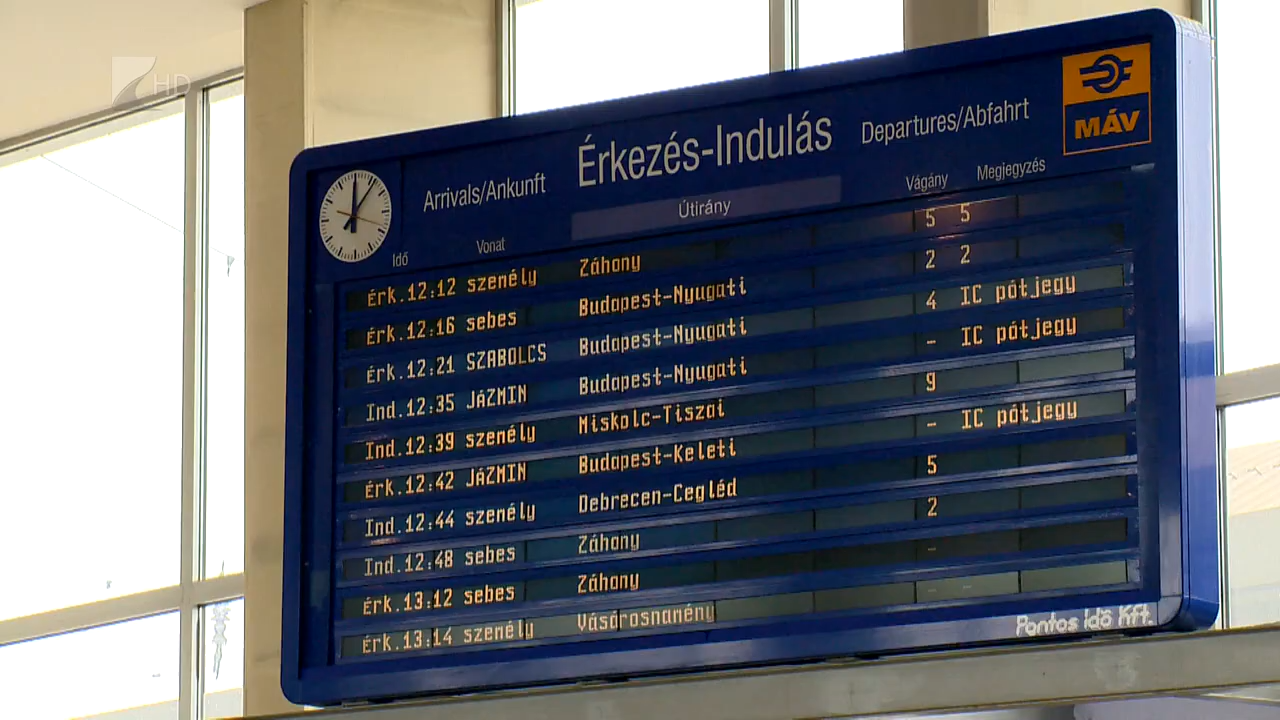 HD
Arrivals/Ankunft Érkezés-Indulás Departures/Abfahrt MÁV
Idő Vonat Útirány Vágány Megjegyzés
érk.12:12 személy Záhony 5 5
érk.12:16 sebes Budapest-Nyugati 2 2
érk.12:21 SZABOLCS Budapest-Nyugati 4 IC pótjegy
Ind.12:35 JÁZMIN Budapest-Nyugati - IC pótjegy
Ind.12:39 személy Miskolc-Tiszai 9
érk.12:42 JÁZMIN Budapest-Keleti - IC pótjegy
Ind.12:44 személy Debrecen-Cegléd 5
Ind.12:48 sebes Záhony 2
érk.13:12 sebes Záhony -
érk.13:14 személy Vásárosnamény -
Pontos Idő Kft.